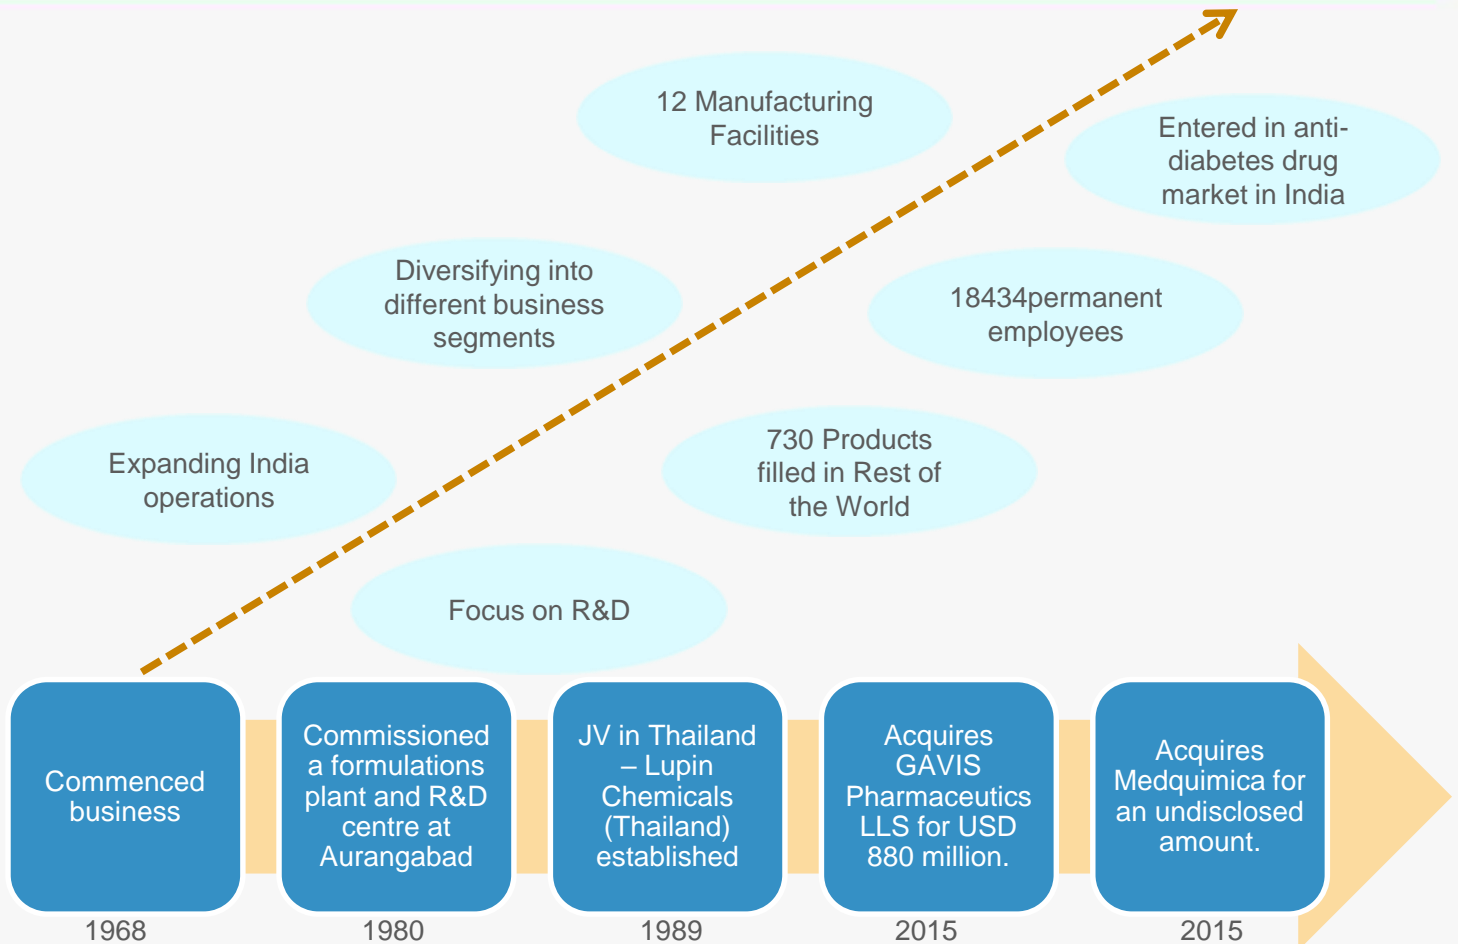 12 Manufacturing
Facilities
Entered in anti-
diabetes drug
market in India
Diversifying into
different business
segments
18434permanent
employees
Expanding India
operations
730 Products
filled in Rest of
the World
Focus on R&D
Commenced
business
Commissioned
a formulations
plant and R&D
centre at
Aurangabad
JV in Thailand
– Lupin
Chemicals
(Thailand)
established
Acquires
GAVIS
Pharmaceutics
LLS for USD
880 million.
Acquires
Medquimica for
an undisclosed
amount.
1968
1980
1989
2015
2015